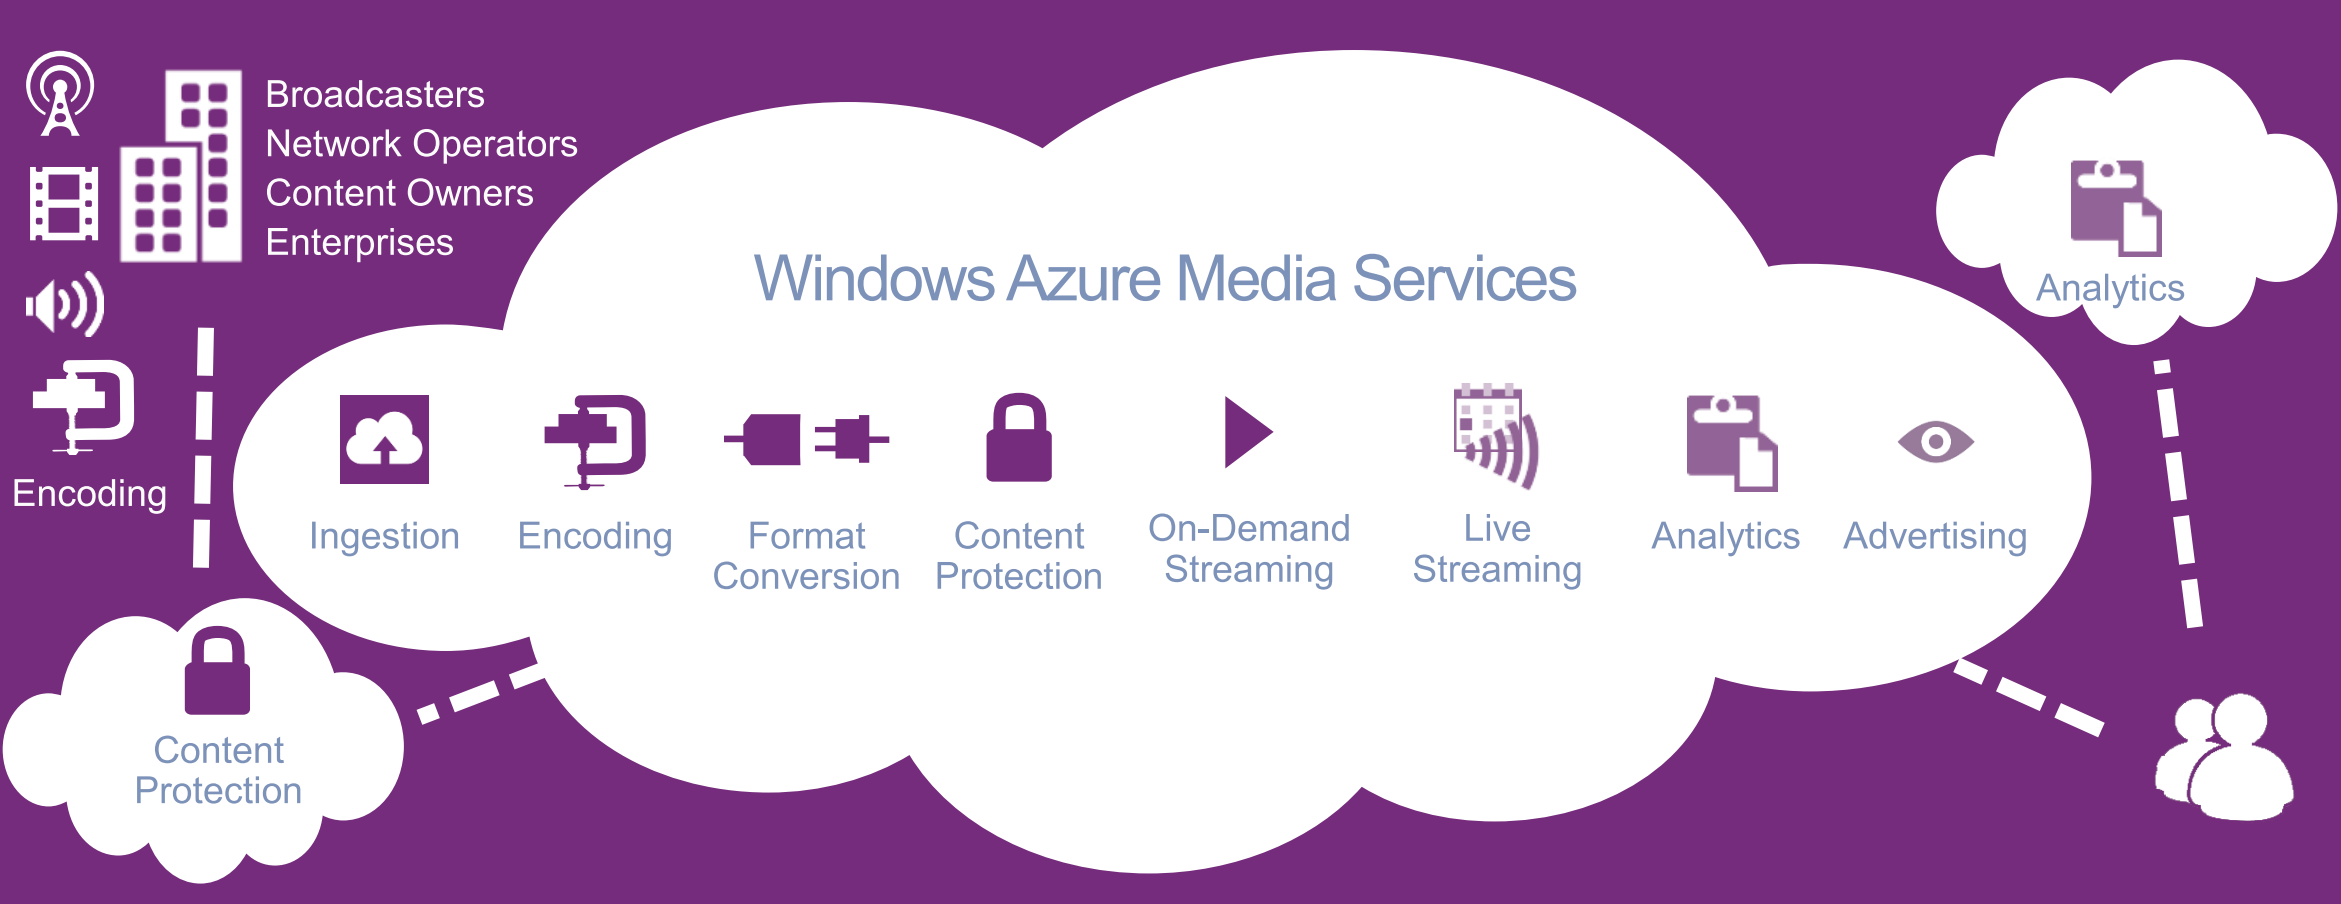 Broadcasters
Network Operators
Content Owners
Enterprises
Encoding
Windows Azure Media Services
Ingestion
Encoding
Format
Conversion
Content
Protection
On-Demand
Streaming
Live
Streaming
Analytics
Advertising
Analytics
Content
Protection